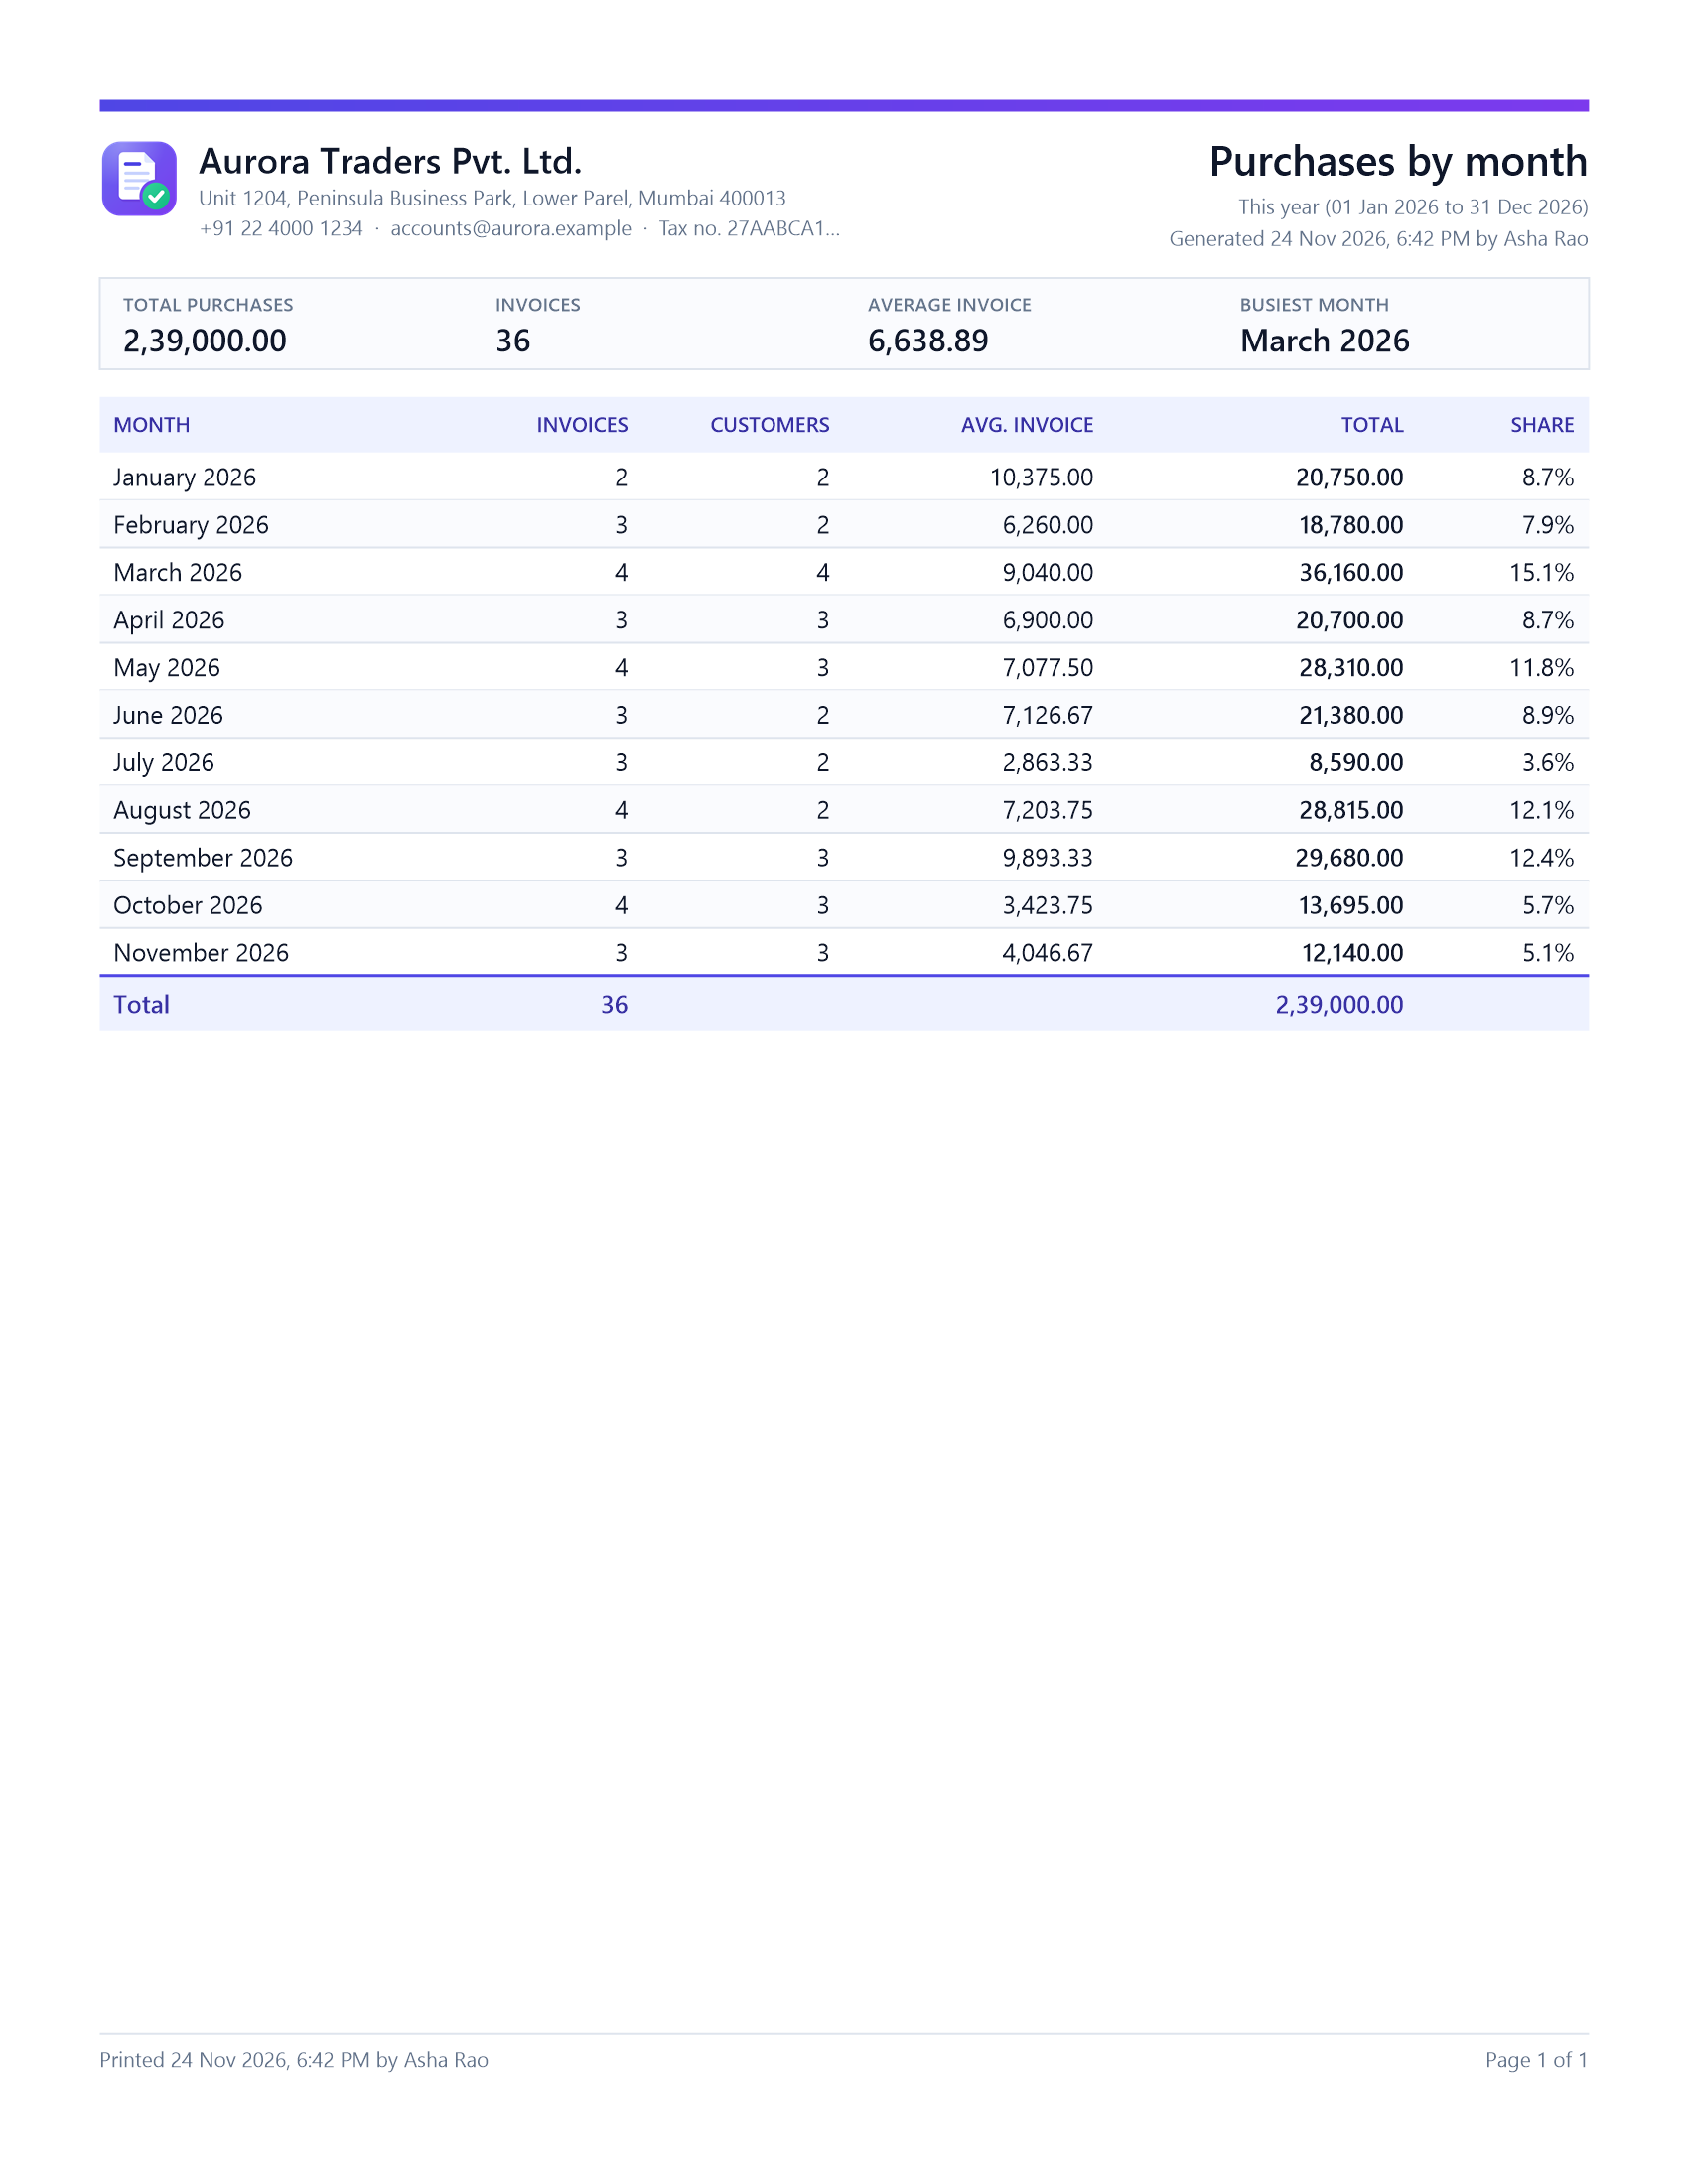 Aurora Traders Pvt. Ltd.
Unit 1204, Peninsula Business Park, Lower Parel, Mumbai 400013
+91 22 4000 1234 · accounts@aurora.example · Tax no. 27AABCA1...
Purchases by month
This year (01 Jan 2026 to 31 Dec 2026)
Generated 24 Nov 2026, 6:42 PM by Asha Rao
TOTAL PURCHASES INVOICES AVERAGE INVOICE BUSIEST MONTH
2,39,000.00 36 6,638.89 March 2026
MONTH INVOICES CUSTOMERS AVG. INVOICE TOTAL SHARE
January 2026 2 2 10,375.00 20,750.00 8.7%
February 2026 3 2 6,260.00 18,780.00 7.9%
March 2026 4 4 9,040.00 36,160.00 15.1%
April 2026 3 3 6,900.00 20,700.00 8.7%
May 2026 4 3 7,077.50 28,310.00 11.8%
June 2026 3 2 7,126.67 21,380.00 8.9%
July 2026 3 2 2,863.33 8,590.00 3.6%
August 2026 4 2 7,203.75 28,815.00 12.1%
September 2026 3 3 9,893.33 29,680.00 12.4%
October 2026 4 3 3,423.75 13,695.00 5.7%
November 2026 3 3 4,046.67 12,140.00 5.1%
Total 36 2,39,000.00
Printed 24 Nov 2026, 6:42 PM by Asha Rao Page 1 of 1